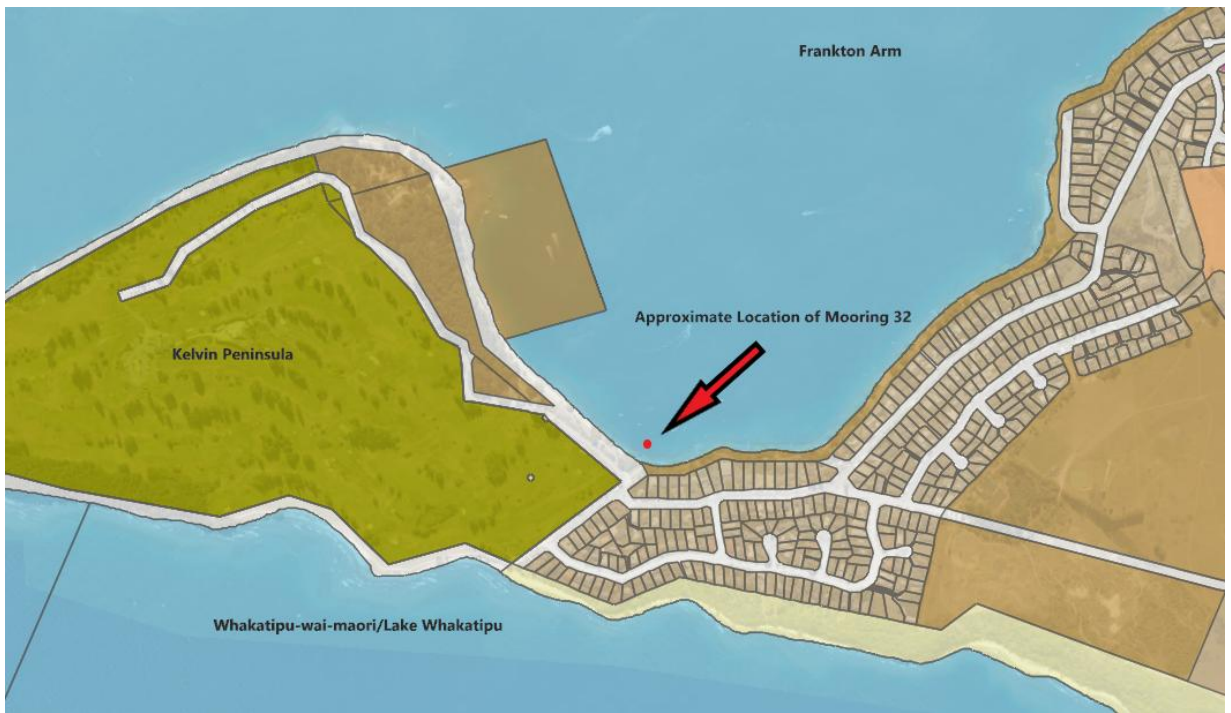 Frankton Arm
Approximate Location of Mooring 32
Kelvin Peninsula
Whakatipu-wai-maori/Lake Whakatipu